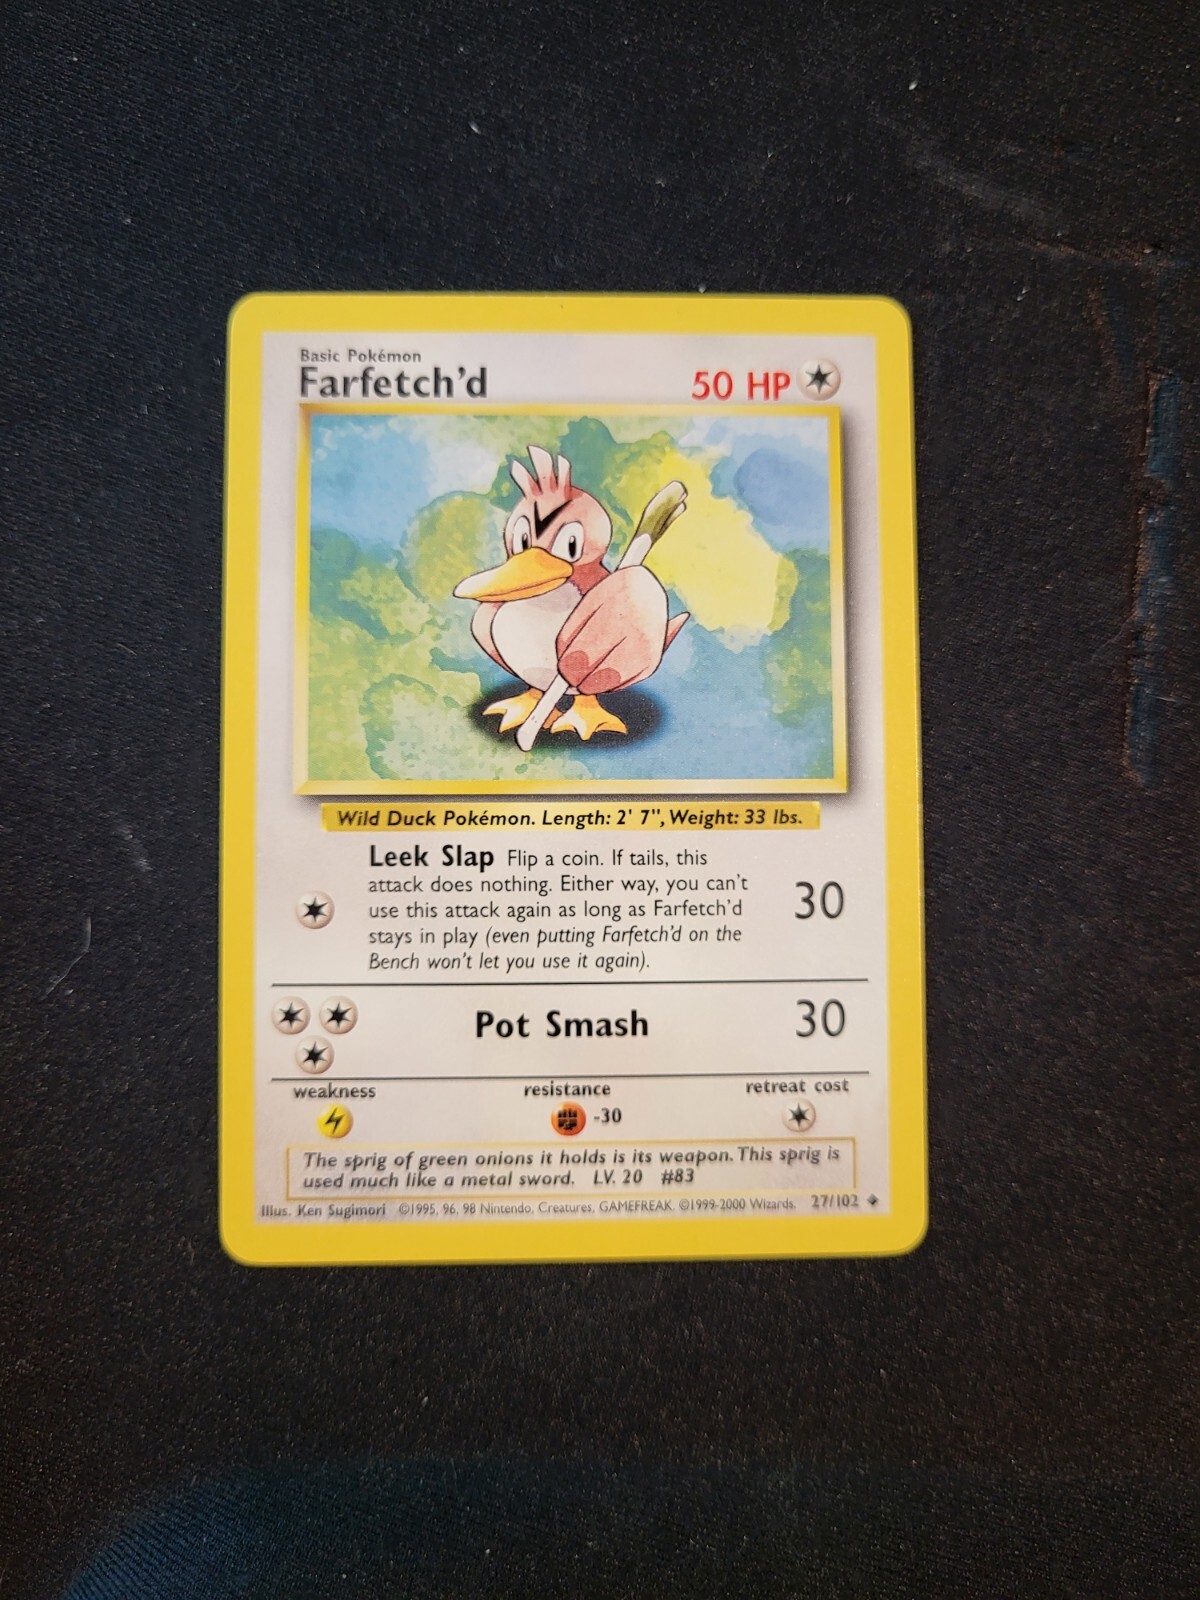 Basic Pokémon
Farfetch'd 50 HP
Wild Duck Pokémon. Length: 2' 7", Weight: 33 lbs.
Leek Slap Flip a coin. If tails, this
attack does nothing. Either way, you can't
use this attack again as long as Farfetch'd
stays in play (even putting Farfetch'd on the
Bench won't let you use it again).
30
Pot Smash 30
weakness resistance retreat cost
-30
The sprig of green onions it holds is its weapon. This sprig is
used much like a metal sword. LV. 20 #83
Illus. Ken Sugimori ©1995, 96, 98 Nintendo, Creatures, GAMEFREAK. ©1999-2000 Wizards. 27/102